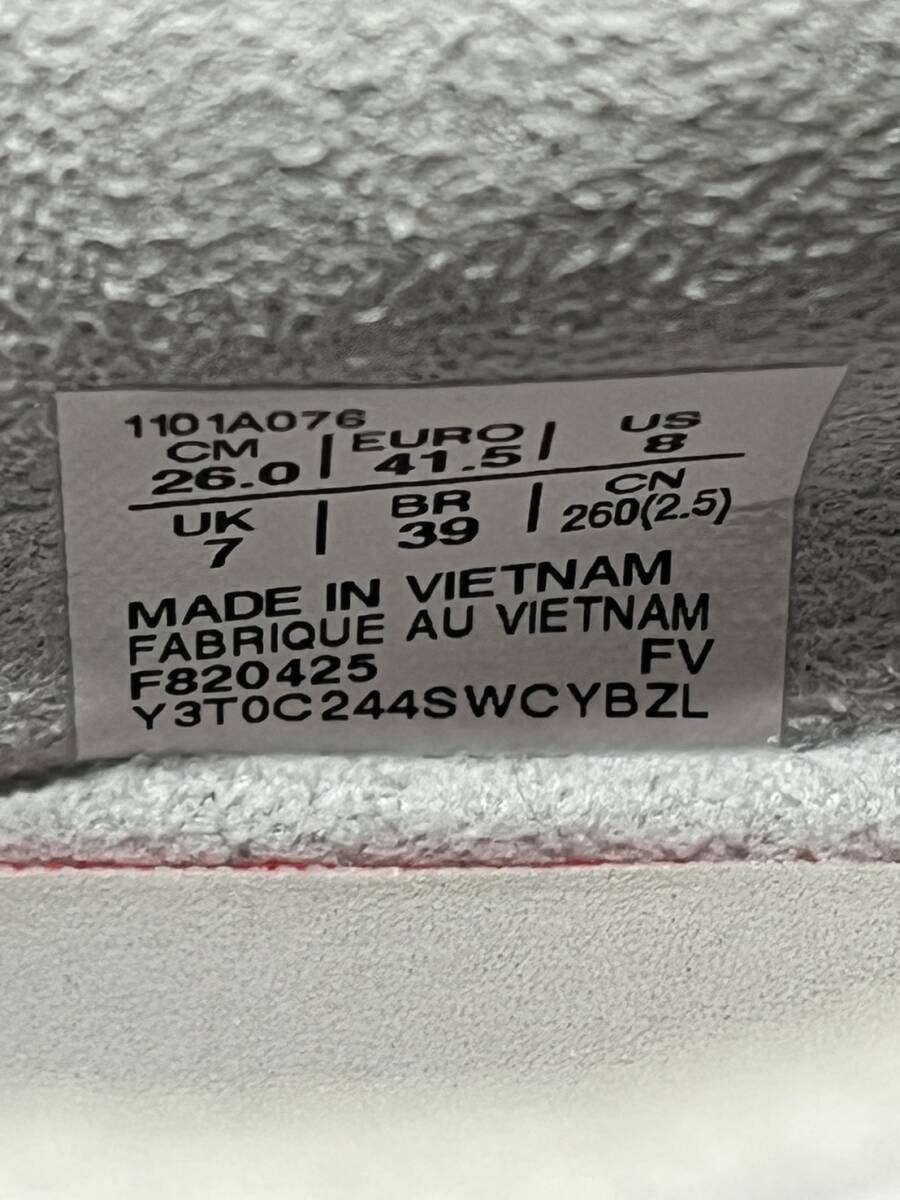 1101A076
CM | EURO | US
26.0 41.5 8
UK | BR | CN
7 39 260(2.5)
MADE IN VIETNAM
FABRIQUE AU VIETNAM
F820425 FV
Y3T0C244SWCYBZL